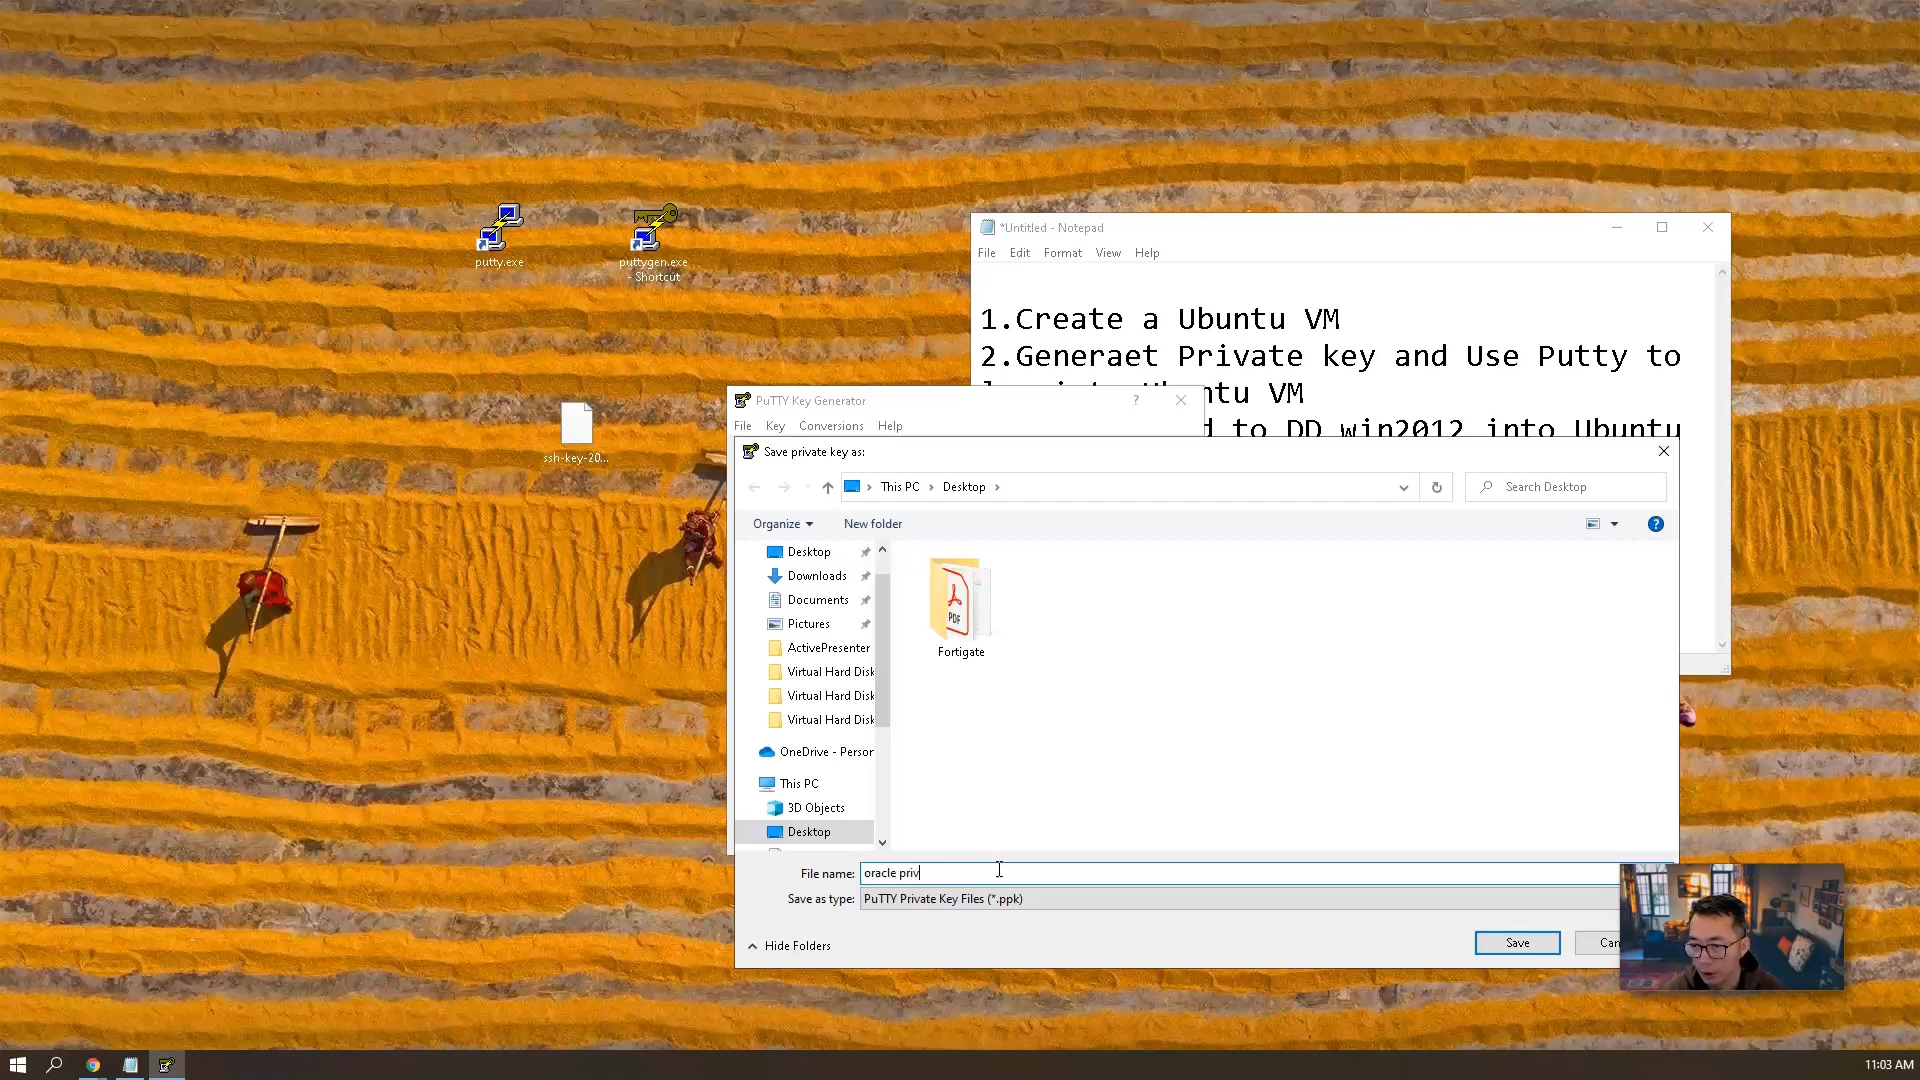 putty.exe
puttygen.exe
- Shortcut
ssh-key-20...
*Untitled - Notepad
File Edit Format View Help
1.Create a Ubuntu VM
2.Generaet Private key and Use Putty to
Ubuntu VM
to DD win2012 into Ubuntu
PuTTY Key Generator
?
File Key Conversions Help
Save private key as:
This PC > Desktop >
Search Desktop
Organize New folder
?
Desktop
Downloads
Documents
Pictures
ActivePresenter
Virtual Hard Disk
Virtual Hard Disk
Virtual Hard Disk
OneDrive - Person
This PC
3D Objects
Desktop
PDF
Fortigate
File name: oracle priv
Save as type: PuTTY Private Key Files (*.ppk)
Hide Folders
Save
Can
11:03 AM